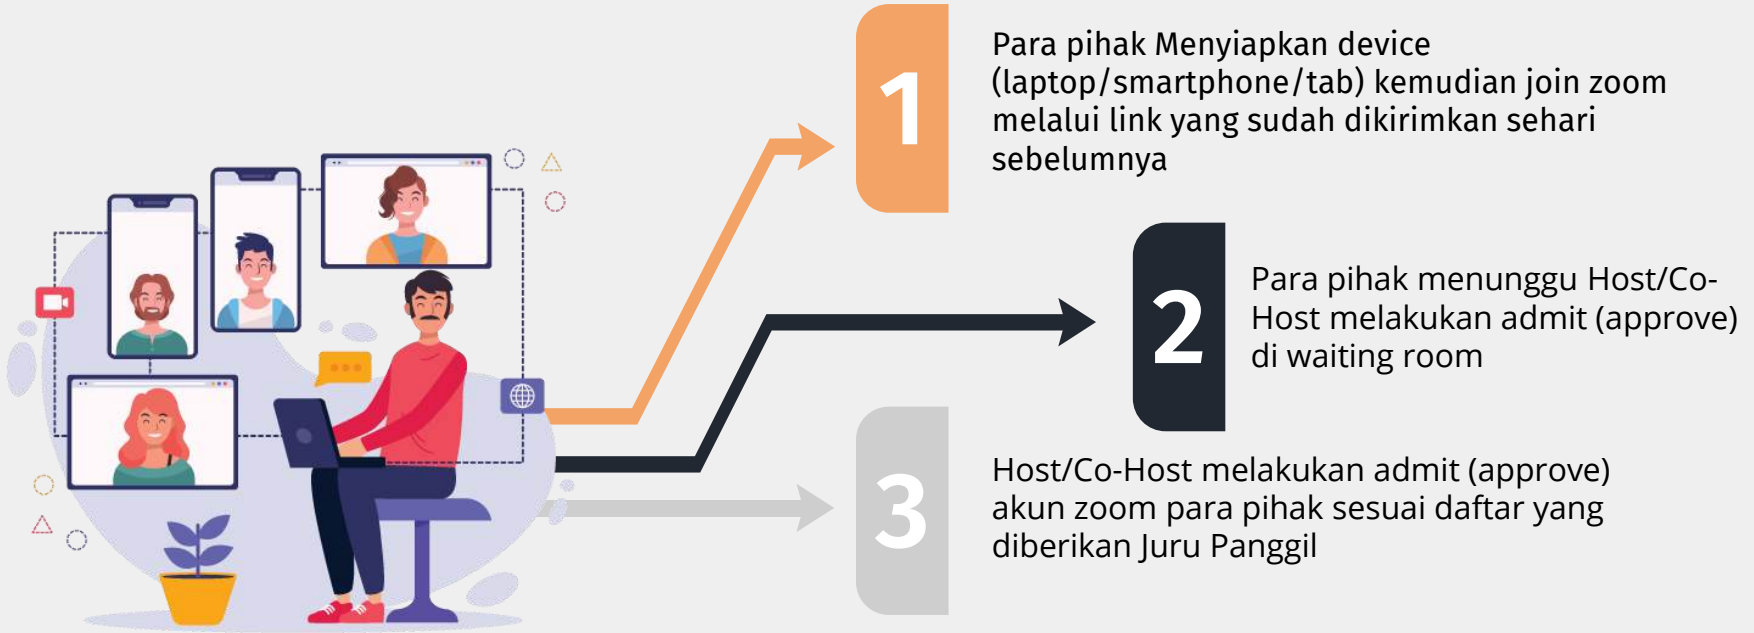 1
Para pihak Menyiapkan device
(laptop/smartphone/tab) kemudian join zoom
melalui link yang sudah dikirimkan sehari
sebelumnya
2
Para pihak menunggu Host/Co-
Host melakukan admit (approve)
di waiting room
3
Host/Co-Host melakukan admit (approve)
akun zoom para pihak sesuai daftar yang
diberikan Juru Panggil